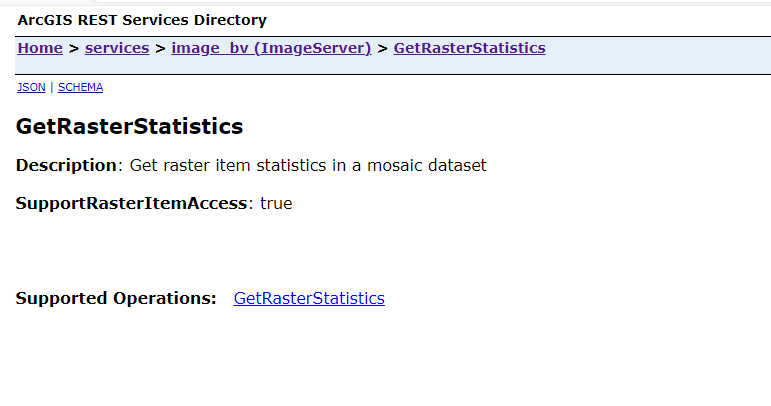 ArcGIS REST Services Directory
Home > services > image_bv (ImageServer) > GetRasterStatistics
JSON | SCHEMA
GetRasterStatistics
Description: Get raster item statistics in a mosaic dataset
SupportRasterItemAccess: true
Supported Operations: GetRasterStatistics